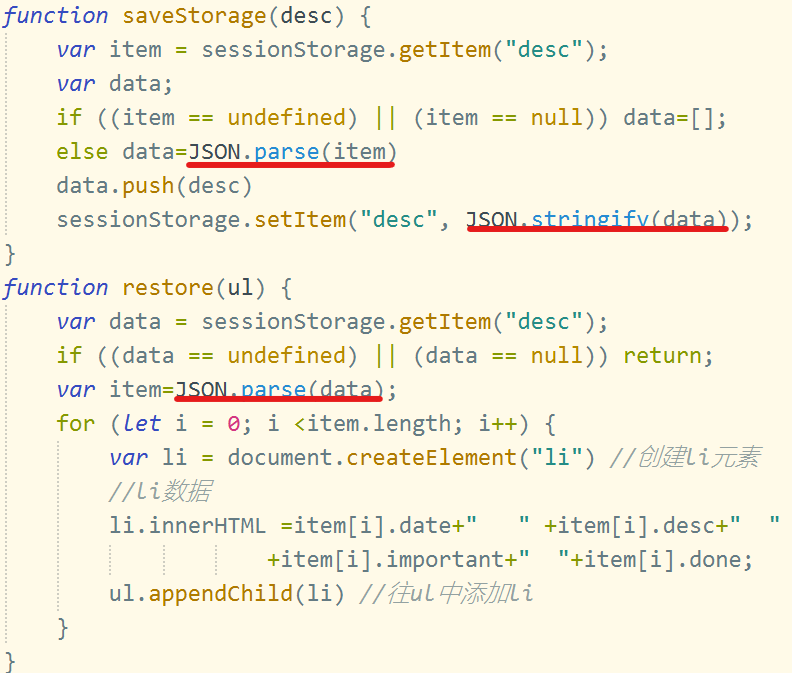 function saveStorage(desc) {
var item = sessionStorage.getItem("desc");
var data;
if ((item == undefined) || (item == null)) data=[];
else data=JSON.parse(item)
data.push(desc)
sessionStorage.setItem("desc", JSON.stringify(data));
}
function restore(ul) {
var data = sessionStorage.getItem("desc");
if ((data == undefined) || (data == null)) return;
var item=JSON.parse(data);
for (let i = 0; i <item.length; i++) {
var li = document.createElement("li") //创建li元素
//li数据
li.innerHTML =item[i].date+"   " +item[i].desc+"  "
+item[i].important+"  "+item[i].done;
ul.appendChild(li) //往ul中添加li
}
}